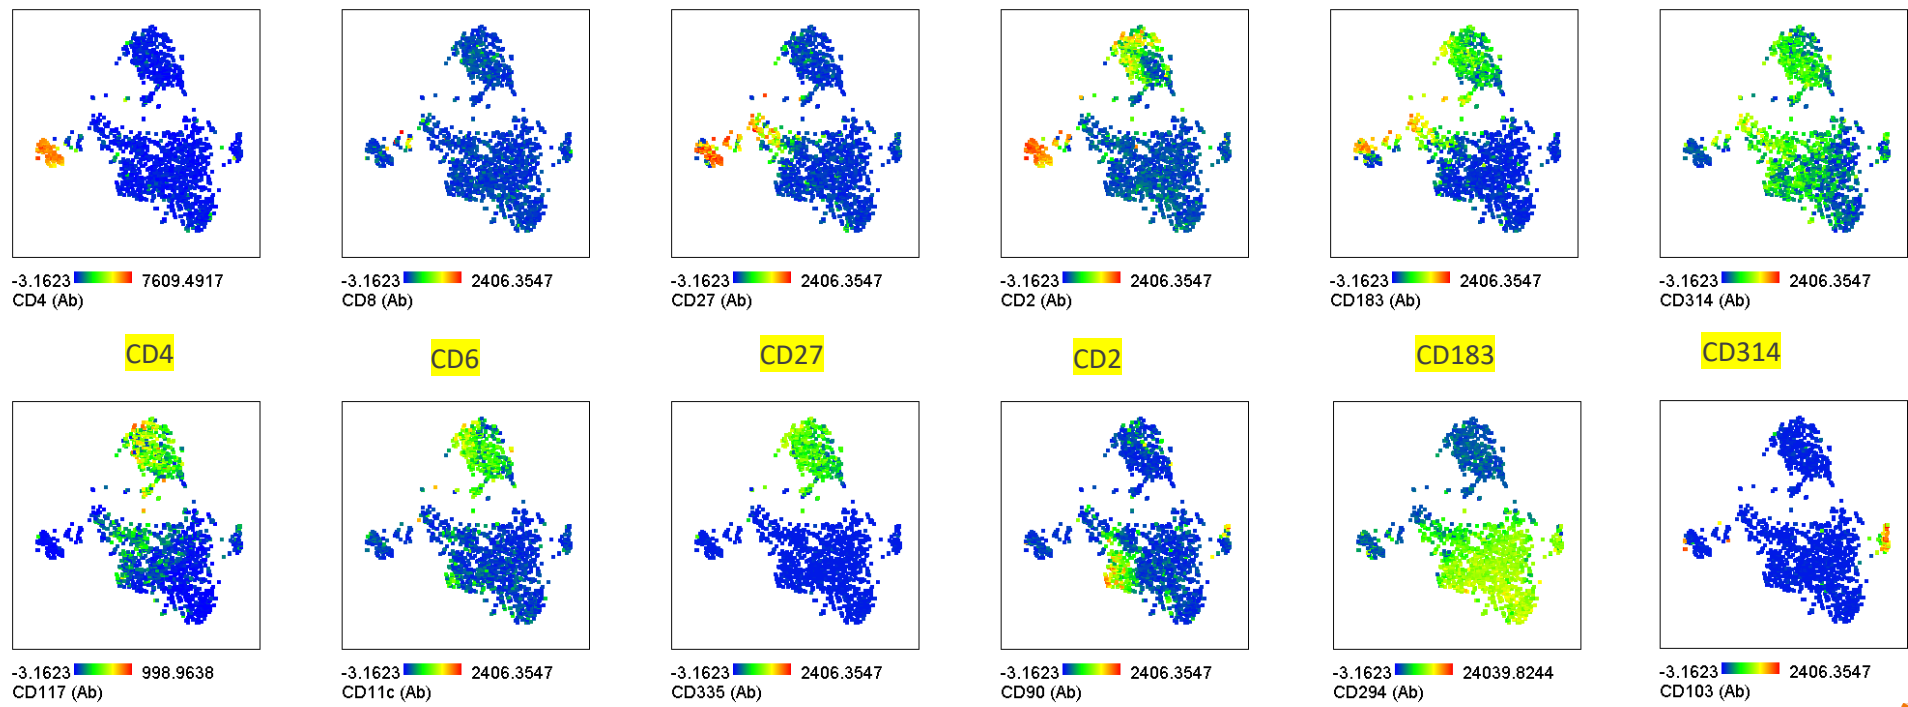 -3.1623 7609.4917
CD4 (Ab)
-3.1623 2406.3547
CD8 (Ab)
-3.1623 2406.3547
CD27 (Ab)
-3.1623 2406.3547
CD2 (Ab)
-3.1623 2406.3547
CD183 (Ab)
-3.1623 2406.3547
CD314 (Ab)
CD4
CD6
CD27
CD2
CD183
CD314
-3.1623 998.9638
CD117 (Ab)
-3.1623 2406.3547
CD11c (Ab)
-3.1623 2406.3547
CD335 (Ab)
-3.1623 2406.3547
CD90 (Ab)
-3.1623 24039.8244
CD294 (Ab)
-3.1623 2406.3547
CD103 (Ab)